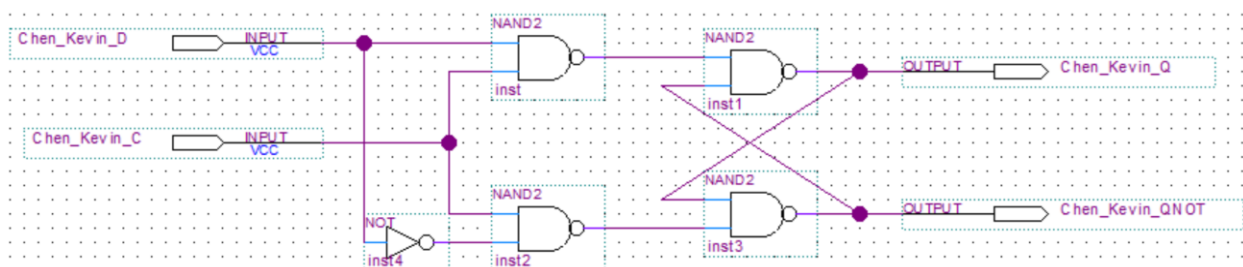 Chen_Kevin_D
INPUT
VCC
NAND2
inst
NAND2
inst1
OUTPUT
Chen_Kevin_Q
Chen_Kevin_C
INPUT
VCC
NOT
inst4
NAND2
inst2
NAND2
inst3
OUTPUT
Chen_Kevin_QNOT